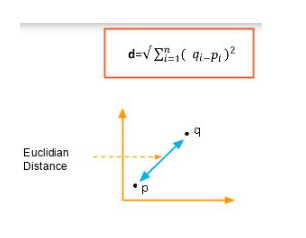 d=√ ∑ⁿᵢ₌₁( qᵢ₋pᵢ )²
q
Euclidian
Distance
p